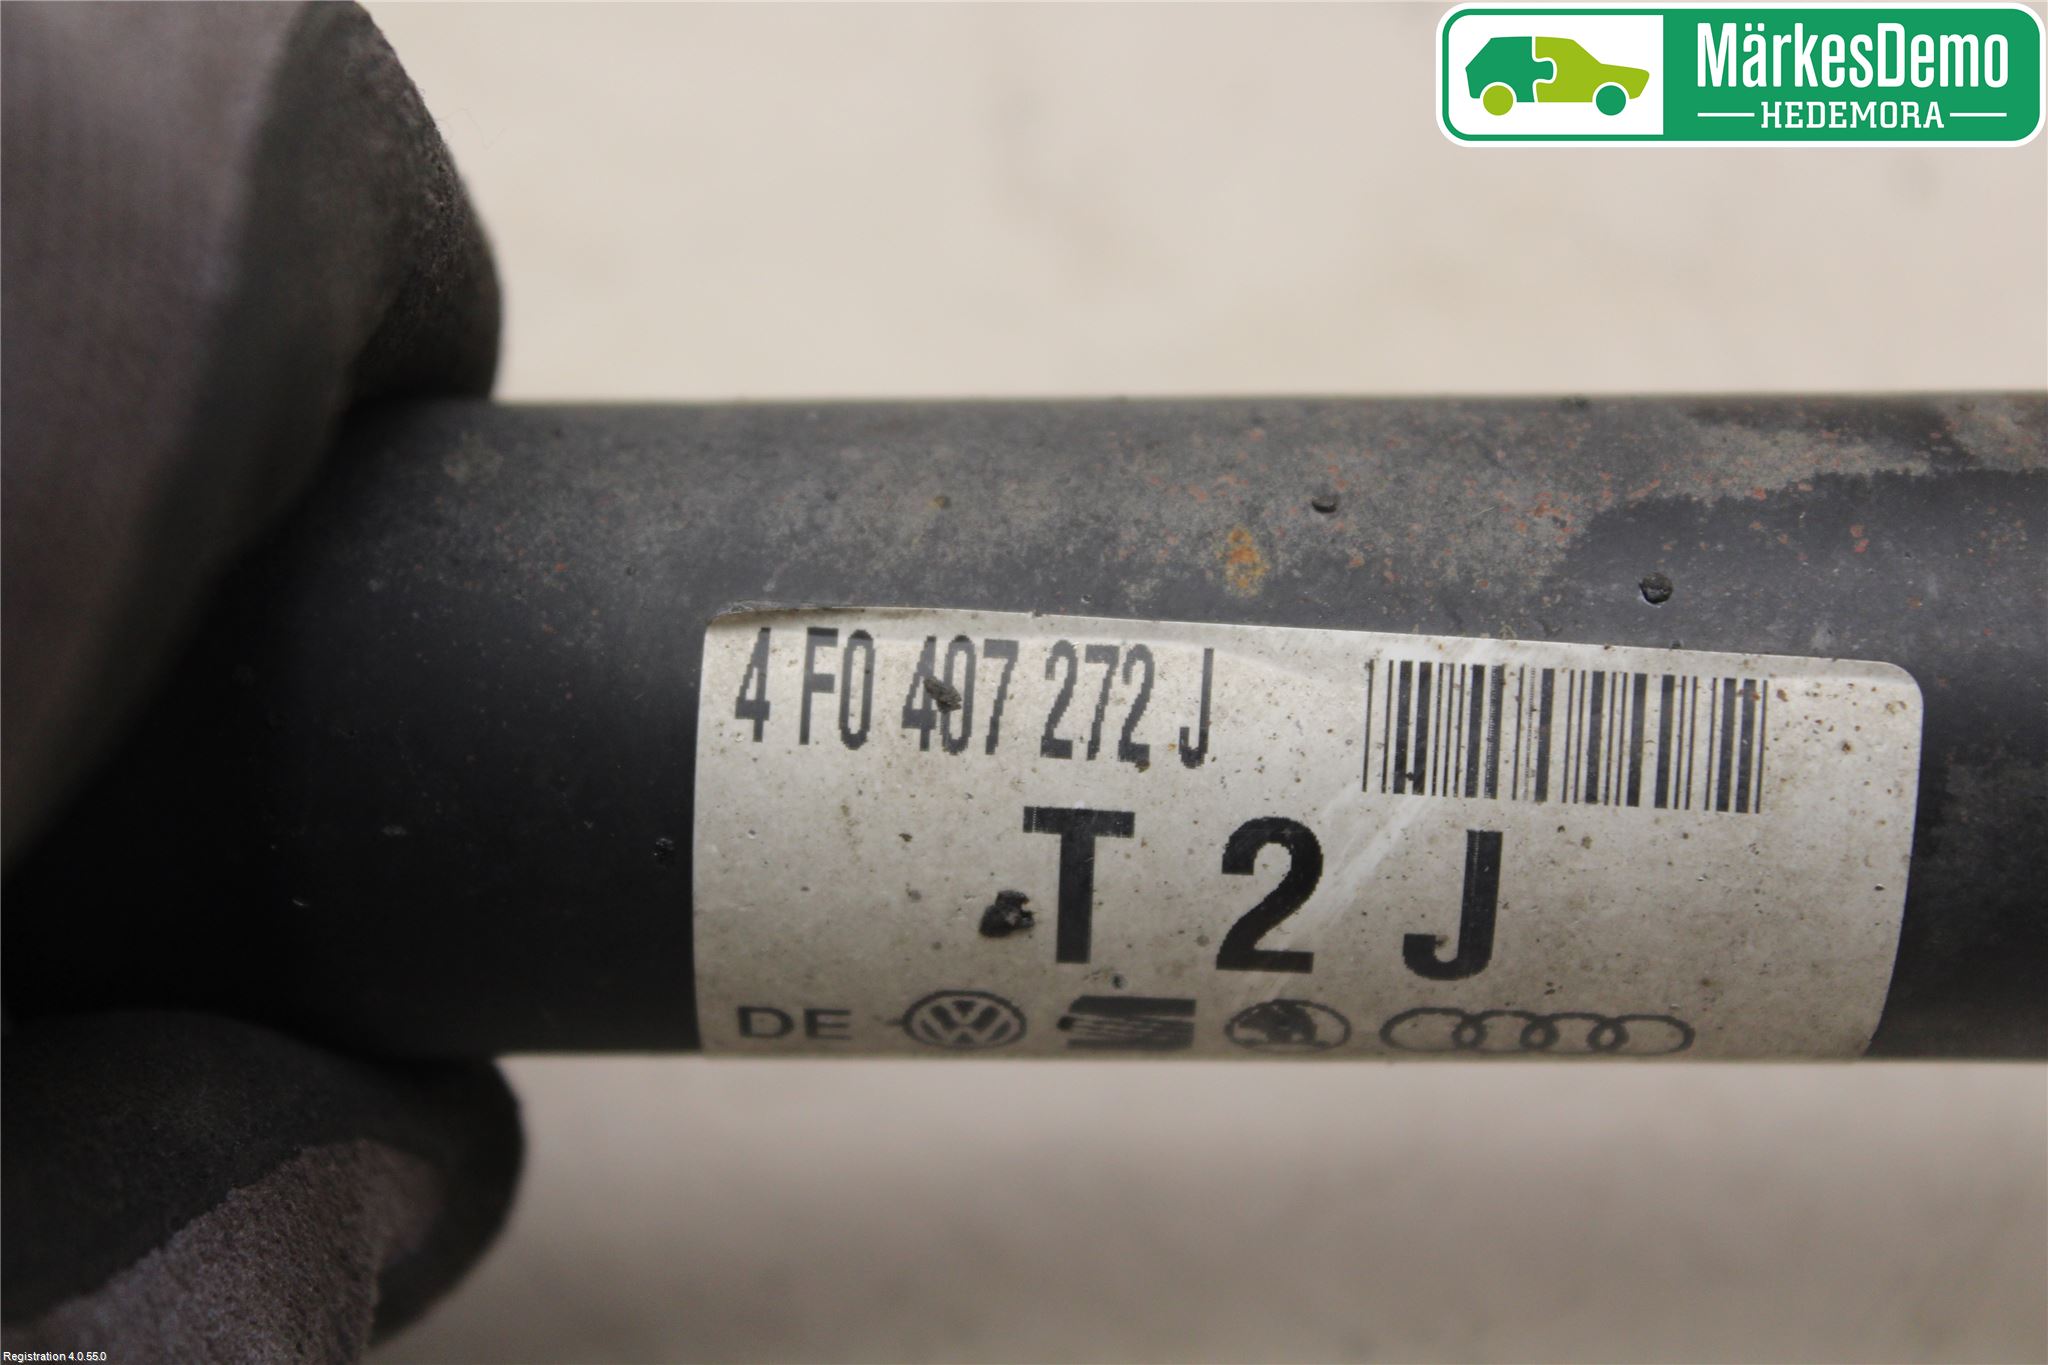 MärkesDemo
HEDEMORA
4 F0 407 272 J
T 2 J
DE
Registration 4.0.55.0